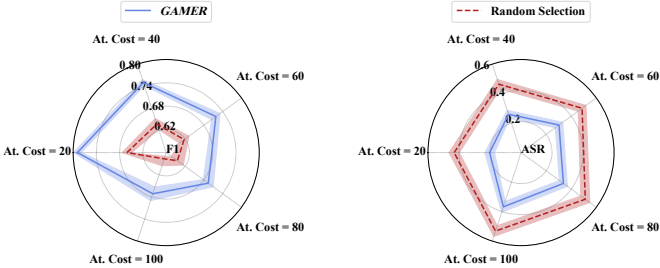 GAMER
Random Selection
At. Cost = 40
0.80
0.74
0.68
0.62
F1
At. Cost = 60
At. Cost = 20
At. Cost = 80
At. Cost = 100
At. Cost = 40
0.6
0.4
0.2
ASR
At. Cost = 60
At. Cost = 20
At. Cost = 80
At. Cost = 100